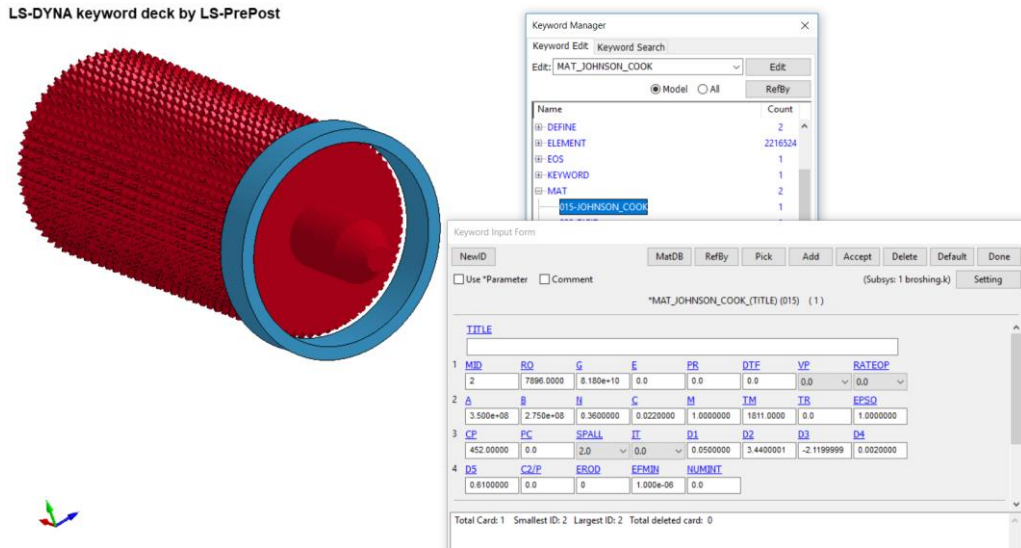 LS-DYNA keyword deck by LS-PrePost
Keyword Manager
Keyword Edit Keyword Search
Edit: MAT_JOHNSON_COOK Edit
Model All RefBy
Name Count
DEFINE 2
ELEMENT 2216524
EOS 1
KEYWORD 1
MAT 2
015-JOHNSON_COOK 1
Keyword Input Form
NewID MatDB RefBy Pick Add Accept Delete Default Done
Use *Parameter Comment (Subsys: 1 broshing.k) Setting
*MAT_JOHNSON_COOK_(TITLE) (015) (1)
TITLE
1 MID RO G E PR DTF VP RATEOP
2 7896.0000 8.180e+10 0.0 0.0 0.0 0.0 0.0
2 A B N C M TM TR EPSO
3.500e+08 2.750e+08 0.3600000 0.0220000 1.0000000 1811.0000 0.0 1.0000000
3 CP PC SPALL IT D1 D2 D3 D4
452.00000 0.0 2.0 0.0 0.0500000 3.4400001 -2.1199999 0.0020000
4 D5 C2/P EROD EFMIN NUMINT
0.6100000 0.0 0 1.000e-06 0.0
Total Card: 1 Smallest ID: 2 Largest ID: 2 Total deleted card: 0